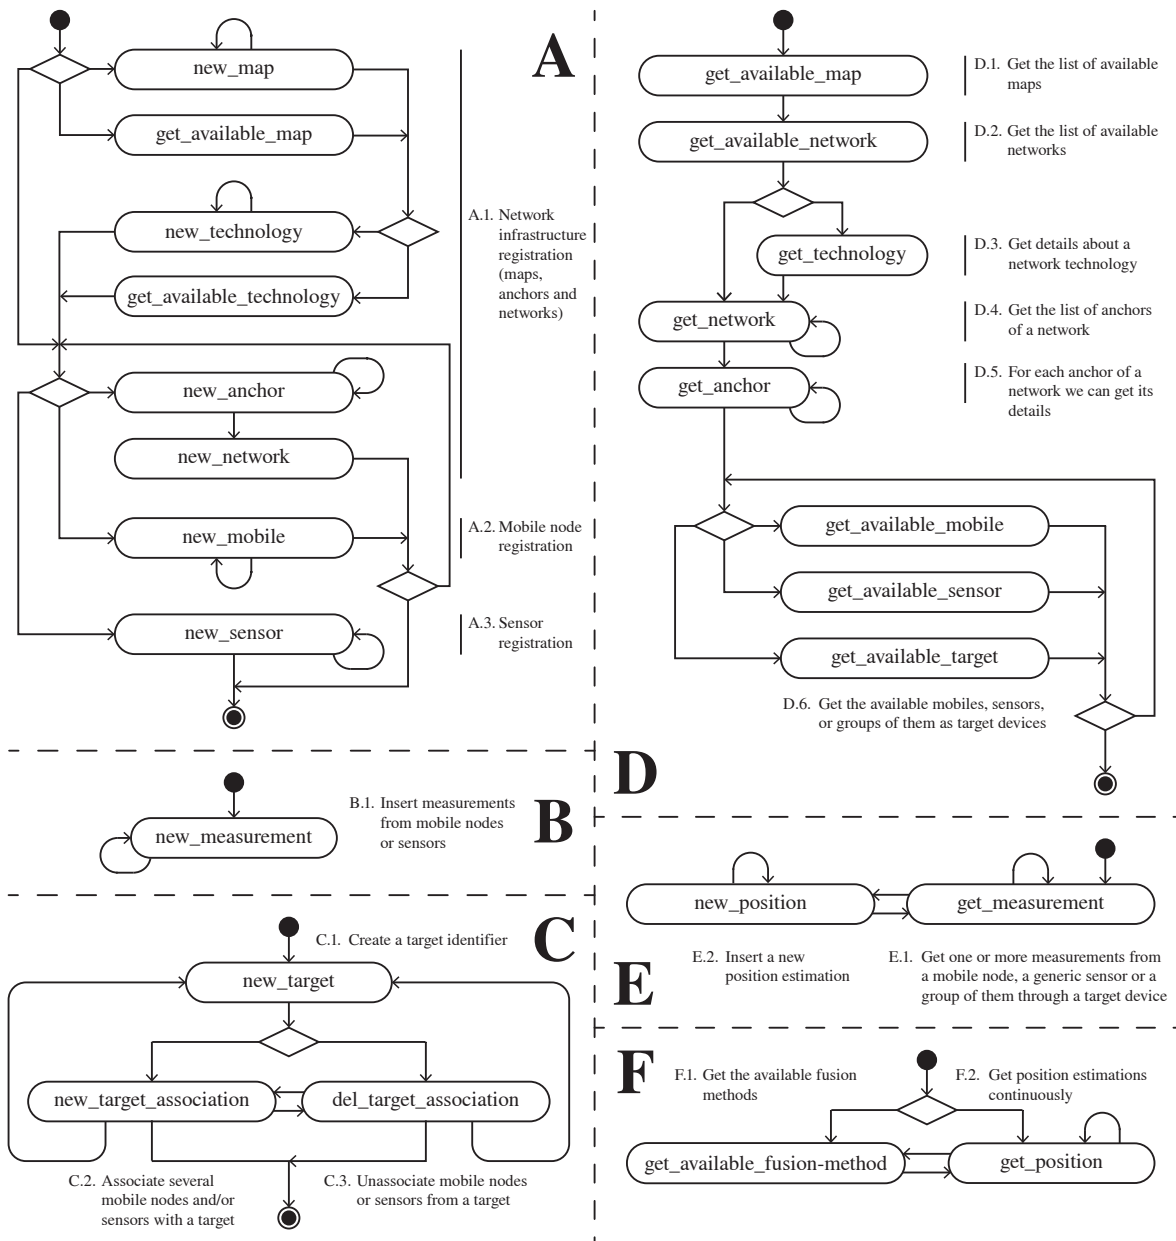 A
new_map
get_available_map
new_technology
get_available_technology
A.1. Network
infrastructure
registration
(maps,
anchors and
networks)
new_anchor
new_network
new_mobile
A.2. Mobile node
registration
new_sensor
A.3. Sensor
registration
B
B.1. Insert measurements
from mobile nodes
or sensors
new_measurement
C
C.1. Create a target identifier
new_target
new_target_association
del_target_association
C.2. Associate several
mobile nodes and/or
sensors with a target
C.3. Unassociate mobile nodes
or sensors from a target
get_available_map
D.1. Get the list of available
maps
get_available_network
D.2. Get the list of available
networks
get_technology
D.3. Get details about a
network technology
get_network
D.4. Get the list of anchors
of a network
get_anchor
D.5. For each anchor of a
network we can get its
details
get_available_mobile
get_available_sensor
get_available_target
D.6. Get the available mobiles, sensors,
or groups of them as target devices
D
new_position
get_measurement
E.2. Insert a new
position estimation
E.1. Get one or more measurements from
a mobile node, a generic sensor or a
group of them through a target device
E
F
F.1. Get the available fusion
methods
F.2. Get position estimations
continuously
get_available_fusion-method
get_position